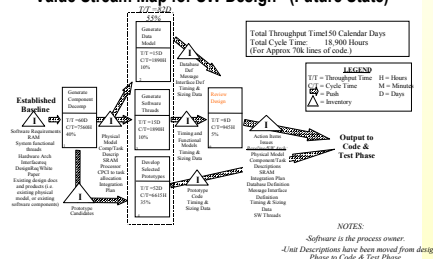 Value Stream Map for SW Design (Future State)
T/T = 82D
55%
Total Throughput Time150 Calendar Days
Total Cycle Time: 18,900 Hours
(For Approx 70k lines of code.)
LEGEND
T/T = Throughput Time H = Hours
C/T = Cycle Time M = Minutes
= Push D = Days
I = Inventory
Generate
Data
Model
T/T =15D
C/T=1890H
10%
I
Database
Def
Message
Interface Def
Timing &
Sizing Data
Established
Baseline
I
Software Requirements
RAM
System functional
threads
Hardware Arch
Interfacereq
DesignReqWhite
Paper
Existing design docs
and products (i.e
existing physical
model, or existing
software components)
Generate
Component
Decomp
T/T =60D
C/T=7560H
40%
I
Physical
Model
Comp/Task
Descrip
SRAM
Processor
CPCI to task
allocation
Integration
Plan
I
Prototype
Candidates
Generate
Software
Threads
T/T =15D
C/T=1890H
10%
I
Timing and
Functional
Models
Timing &
Sizing Data
Develop
Selected
Prototypes
T/T =52D
C/T=6615H
35%
I
Prototype
Code
Timing &
Sizing Data
Review
Design
T/T =8D
C/T=945H
5%
I
Action Items
Issues
Physical Model
Component/Task
Descriptions
SRAM
Integration Plan
Database Definition
Message Interface
Definition
Timing & Sizing
Data
SW Threads
Output to
Code &
Test Phase
NOTES:
-Software is the process owner.
-Unit Descriptions have been moved from design
Phase to Code & Test Phase